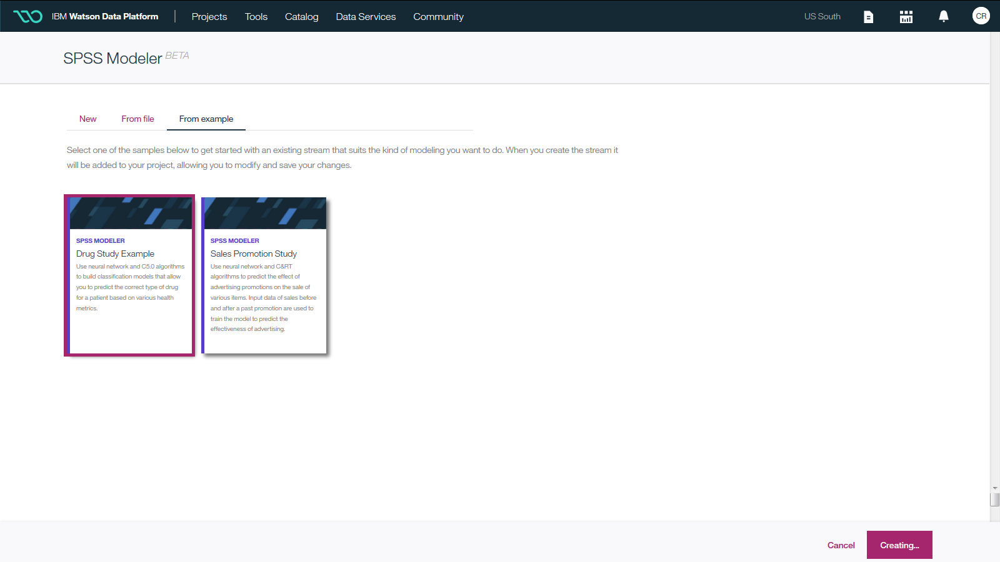 IBM Watson Data Platform
Projects
Tools
Catalog
Data Services
Community
US South
CR
SPSS Modeler BETA
New
From file
From example
Select one of the samples below to get started with an existing stream that suits the kind of modeling you want to do. When you create the stream it
will be added to your project, allowing you to modify and save your changes.
SPSS MODELER
Drug Study Example
Use neural network and C5.0 algorithms
to build classification models that allow
you to predict the correct type of drug
for a patient based on various health
metrics.
SPSS MODELER
Sales Promotion Study
Use neural network and C&RT
algorithms to predict the effect of
advertising promotions on the sale of
various items. Input data of sales before
and after a past promotion are used to
train the model to predict the
effectiveness of advertising.
Cancel
Creating...